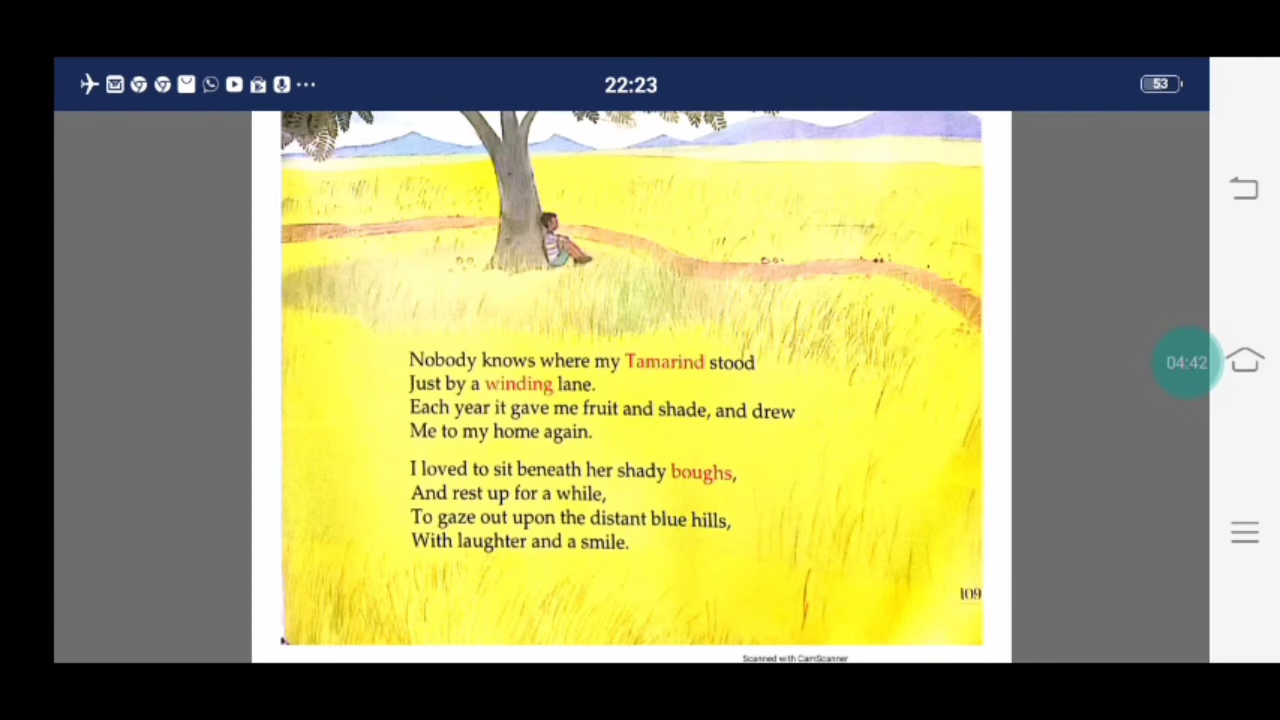 22:23
53
Nobody knows where my Tamarind stood
Just by a winding lane.
Each year it gave me fruit and shade, and drew
Me to my home again.
I loved to sit beneath her shady boughs,
And rest up for a while,
To gaze out upon the distant blue hills,
With laughter and a smile.
04:42
109
Scanned with CamScanner